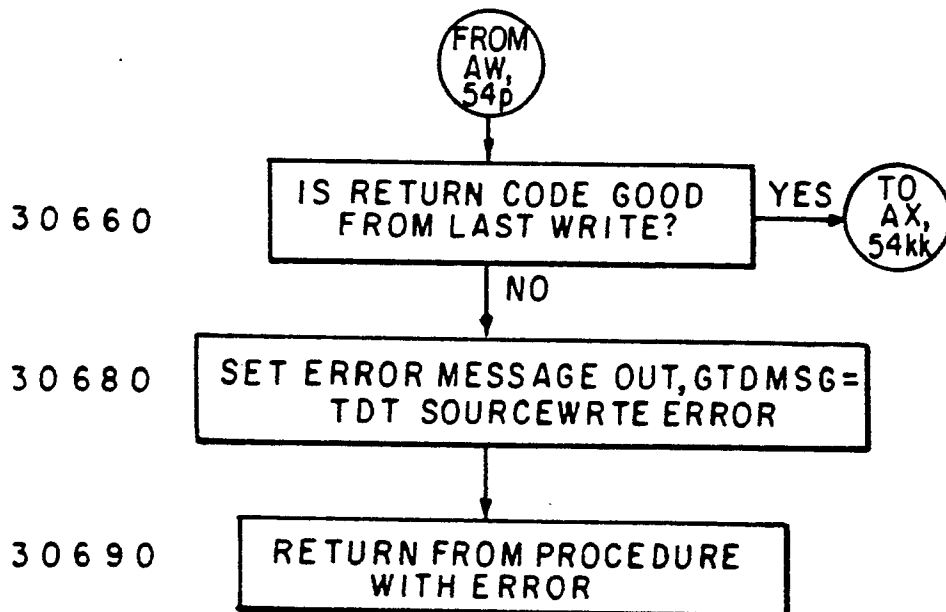 FROM
AW,
54p
30660
IS RETURN CODE GOOD
FROM LAST WRITE?
YES
TO
AX,
54kk
NO
30680
SET ERROR MESSAGE OUT, GTDMSG=
TDT SOURCEWRTE ERROR
30690
RETURN FROM PROCEDURE
WITH ERROR